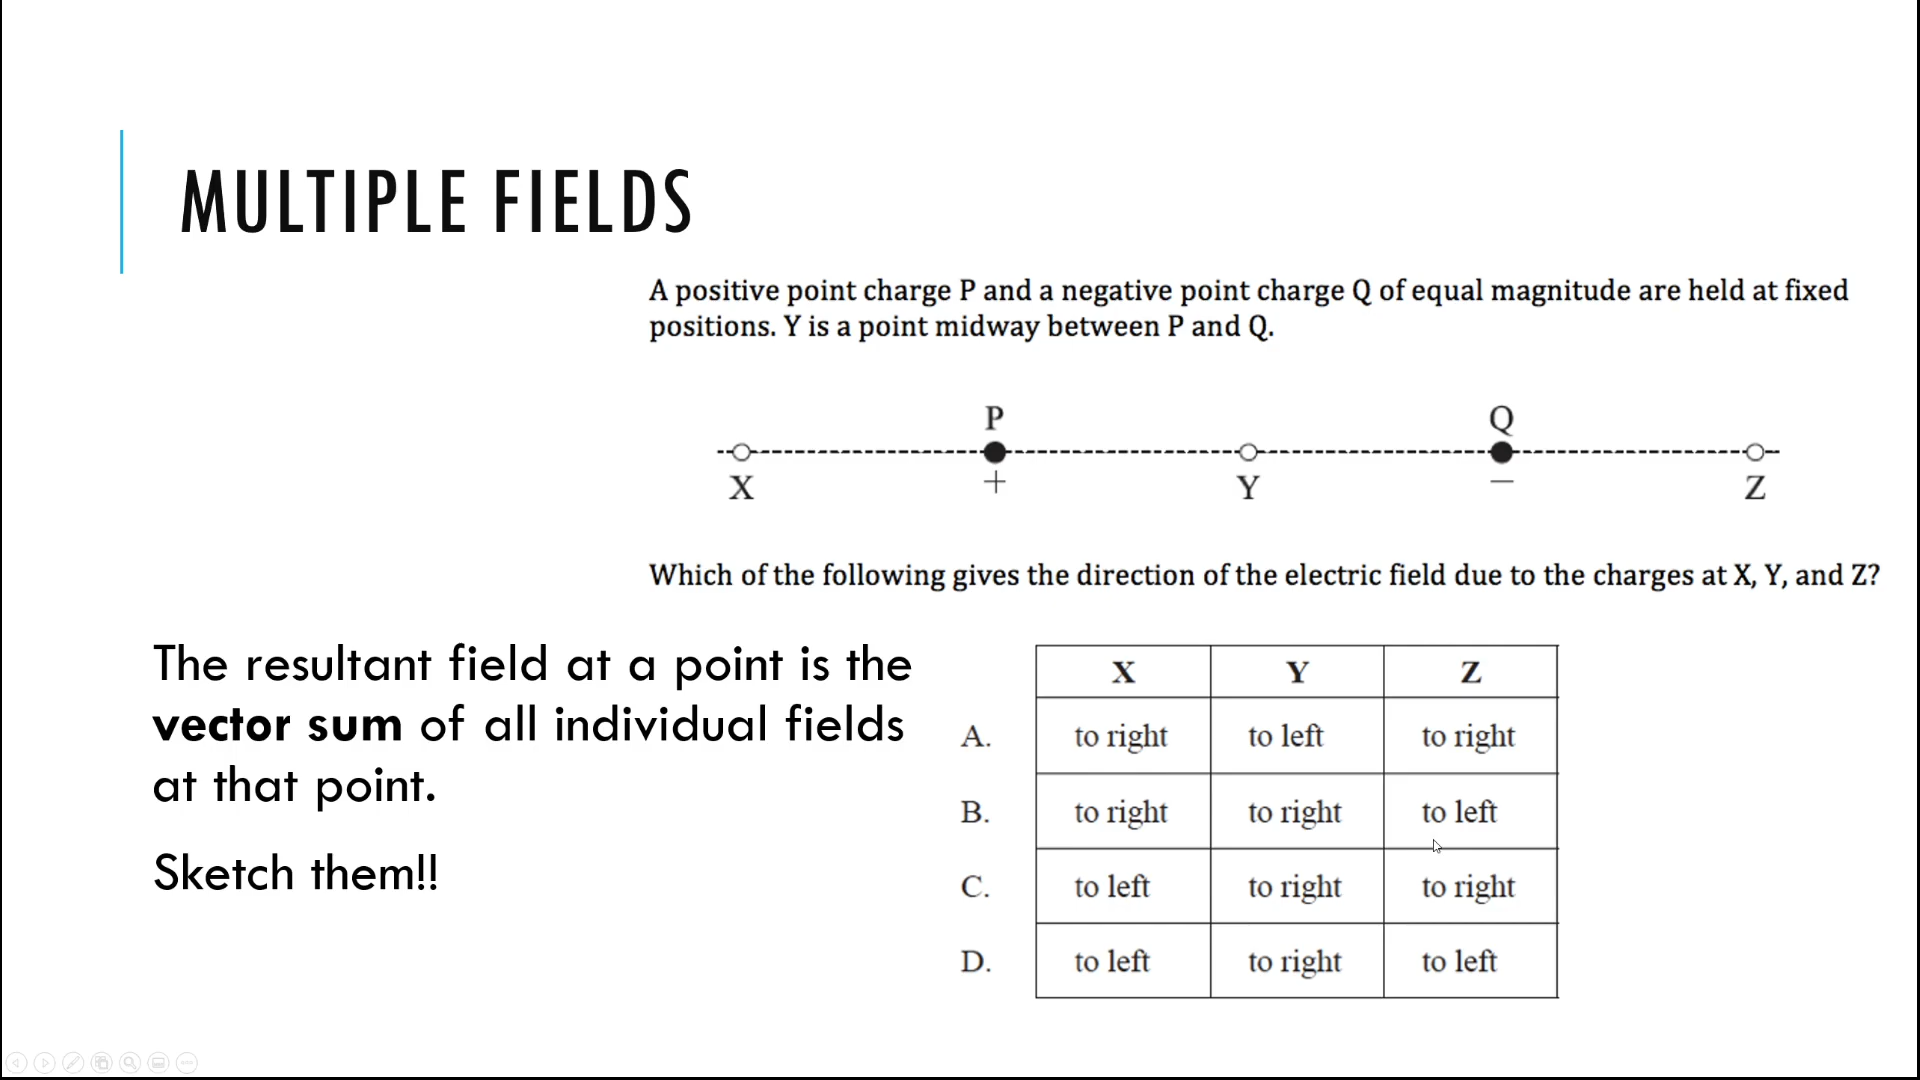 MULTIPLE FIELDS
A positive point charge P and a negative point charge Q of equal magnitude are held at fixed
positions. Y is a point midway between P and Q.
P Q
X + Y − Z
Which of the following gives the direction of the electric field due to the charges at X, Y, and Z?
The resultant field at a point is the
vector sum of all individual fields
at that point.
Sketch them!!
X Y Z
A. to right to left to right
B. to right to right to left
C. to left to right to right
D. to left to right to left